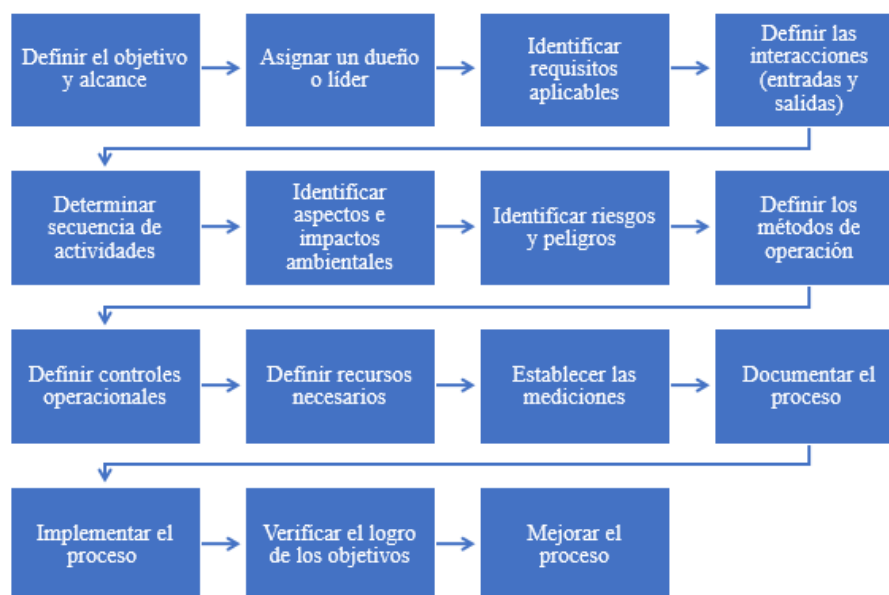 Definir el objetivo
y alcance
Asignar un dueño
o líder
Identificar
requisitos
aplicables
Definir las
interacciones
(entradas y
salidas)
Determinar
secuencia de
actividades
Identificar
aspectos e
impactos
ambientales
Identificar riesgos
y peligros
Definir los
métodos de
operación
Definir controles
operacionales
Definir recursos
necesarios
Establecer las
mediciones
Documentar el
proceso
Implementar el
proceso
Verificar el logro
de los objetivos
Mejorar el
proceso